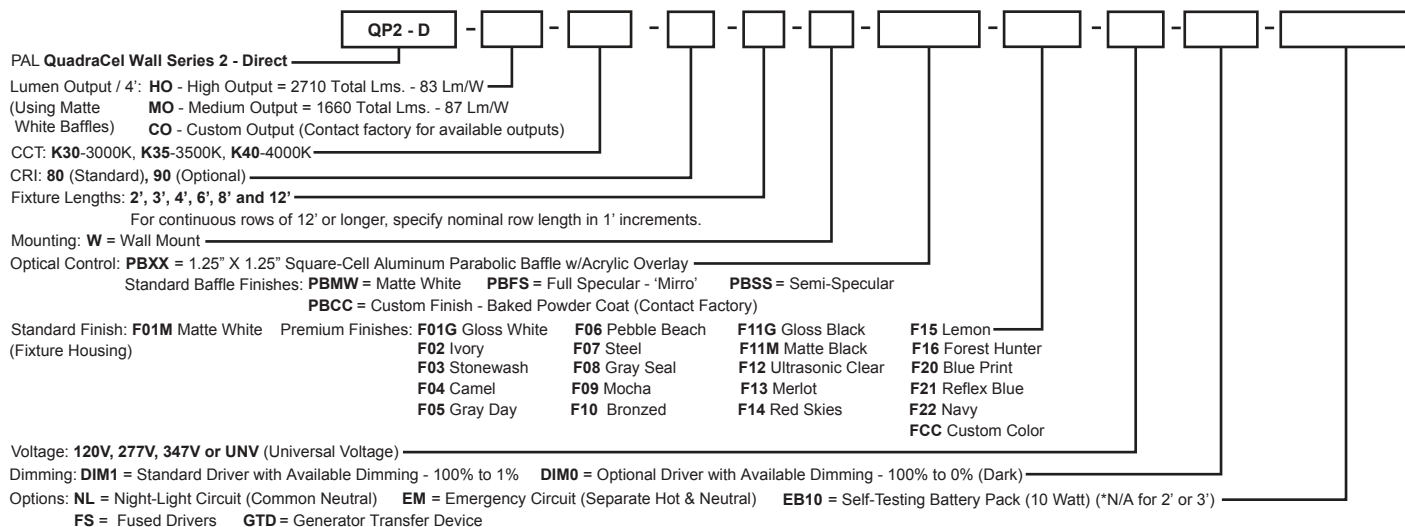 QP2 - D - - - - - - - - - -
PAL QuadraCel Wall Series 2 - Direct
Lumen Output / 4’: HO - High Output = 2710 Total Lms. - 83 Lm/W
(Using Matte MO - Medium Output = 1660 Total Lms. - 87 Lm/W
White Baffles) CO - Custom Output (Contact factory for available outputs)
CCT: K30-3000K, K35-3500K, K40-4000K
CRI: 80 (Standard), 90 (Optional)
Fixture Lengths: 2’, 3’, 4’, 6’, 8’ and 12’
For continuous rows of 12’ or longer, specify nominal row length in 1’ increments.
Mounting: W = Wall Mount
Optical Control: PBXX = 1.25” X 1.25” Square-Cell Aluminum Parabolic Baffle w/Acrylic Overlay
Standard Baffle Finishes: PBMW = Matte White PBFS = Full Specular - ‘Mirro’ PBSS = Semi-Specular
PBCC = Custom Finish - Baked Powder Coat (Contact Factory)
Standard Finish: F01M Matte White Premium Finishes: F01G Gloss White F06 Pebble Beach F11G Gloss Black F15 Lemon
(Fixture Housing) F02 Ivory F07 Steel F11M Matte Black F16 Forest Hunter
F03 Stonewash F08 Gray Seal F12 Ultrasonic Clear F20 Blue Print
F04 Camel F09 Mocha F13 Merlot F21 Reflex Blue
F05 Gray Day F10 Bronzed F14 Red Skies F22 Navy
FCC Custom Color
Voltage: 120V, 277V, 347V or UNV (Universal Voltage)
Dimming: DIM1 = Standard Driver with Available Dimming - 100% to 1% DIM0 = Optional Driver with Available Dimming - 100% to 0% (Dark)
Options: NL = Night-Light Circuit (Common Neutral) EM = Emergency Circuit (Separate Hot & Neutral) EB10 = Self-Testing Battery Pack (10 Watt) (*N/A for 2’ or 3’)
FS = Fused Drivers GTD = Generator Transfer Device